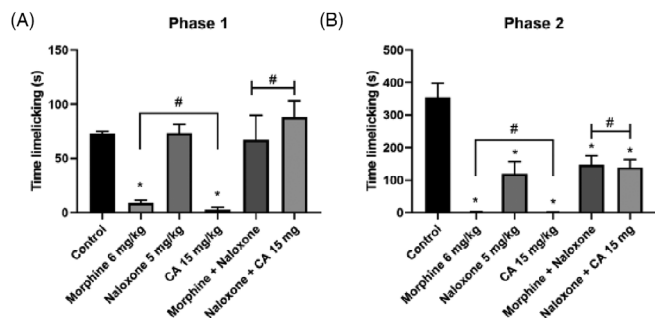 (A)
Phase 1
Time limelicking (s)
150
100
50
0
#
#
*
*
Control
Morphine 6 mg/kg
Naloxone 5 mg/kg
CA 15 mg/kg
Morphine + Naloxone
Naloxone + CA 15 mg
(B)
Phase 2
Time limelicking (s)
500
400
300
200
100
0
#
#
*
*
*
*
*
Control
Morphine 6 mg/kg
Naloxone 5 mg/kg
CA 15 mg/kg
Morphine + Naloxone
Naloxone + CA 15 mg